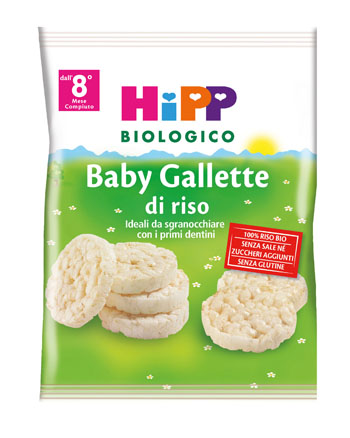 dall'
8°
Mese
Compiuto
HiPP
BIOLOGICO
Baby Gallette
di riso
Ideali da sgranocchiare
con i primi dentini
100% RISO BIO
SENZA SALE NÉ
ZUCCHERI AGGIUNTI
SENZA GLUTINE